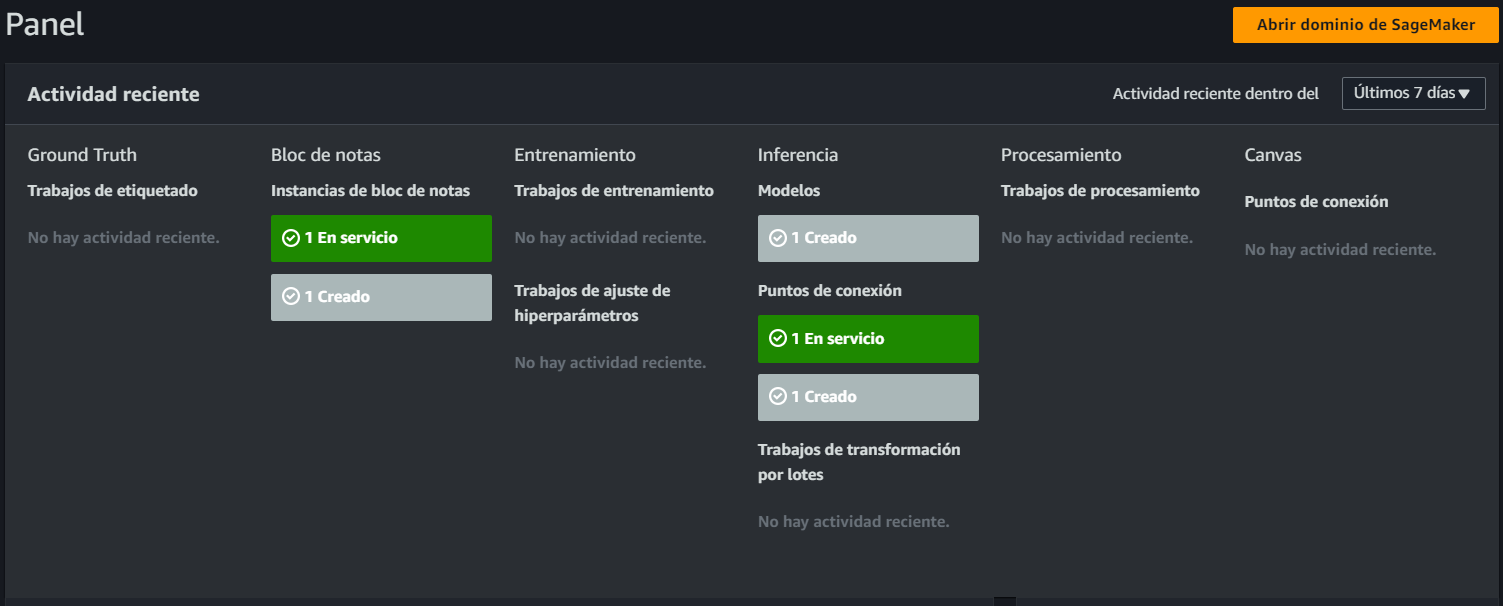 Panel
Abrir dominio de SageMaker
Actividad reciente
Actividad reciente dentro del
Últimos 7 días
Ground Truth
Trabajos de etiquetado
No hay actividad reciente.
Bloc de notas
Instancias de bloc de notas
1 En servicio
1 Creado
Entrenamiento
Trabajos de entrenamiento
No hay actividad reciente.
Trabajos de ajuste de
hiperparámetros
No hay actividad reciente.
Inferencia
Modelos
1 Creado
Puntos de conexión
1 En servicio
1 Creado
Trabajos de transformación
por lotes
No hay actividad reciente.
Procesamiento
Trabajos de procesamiento
No hay actividad reciente.
Canvas
Puntos de conexión
No hay actividad reciente.